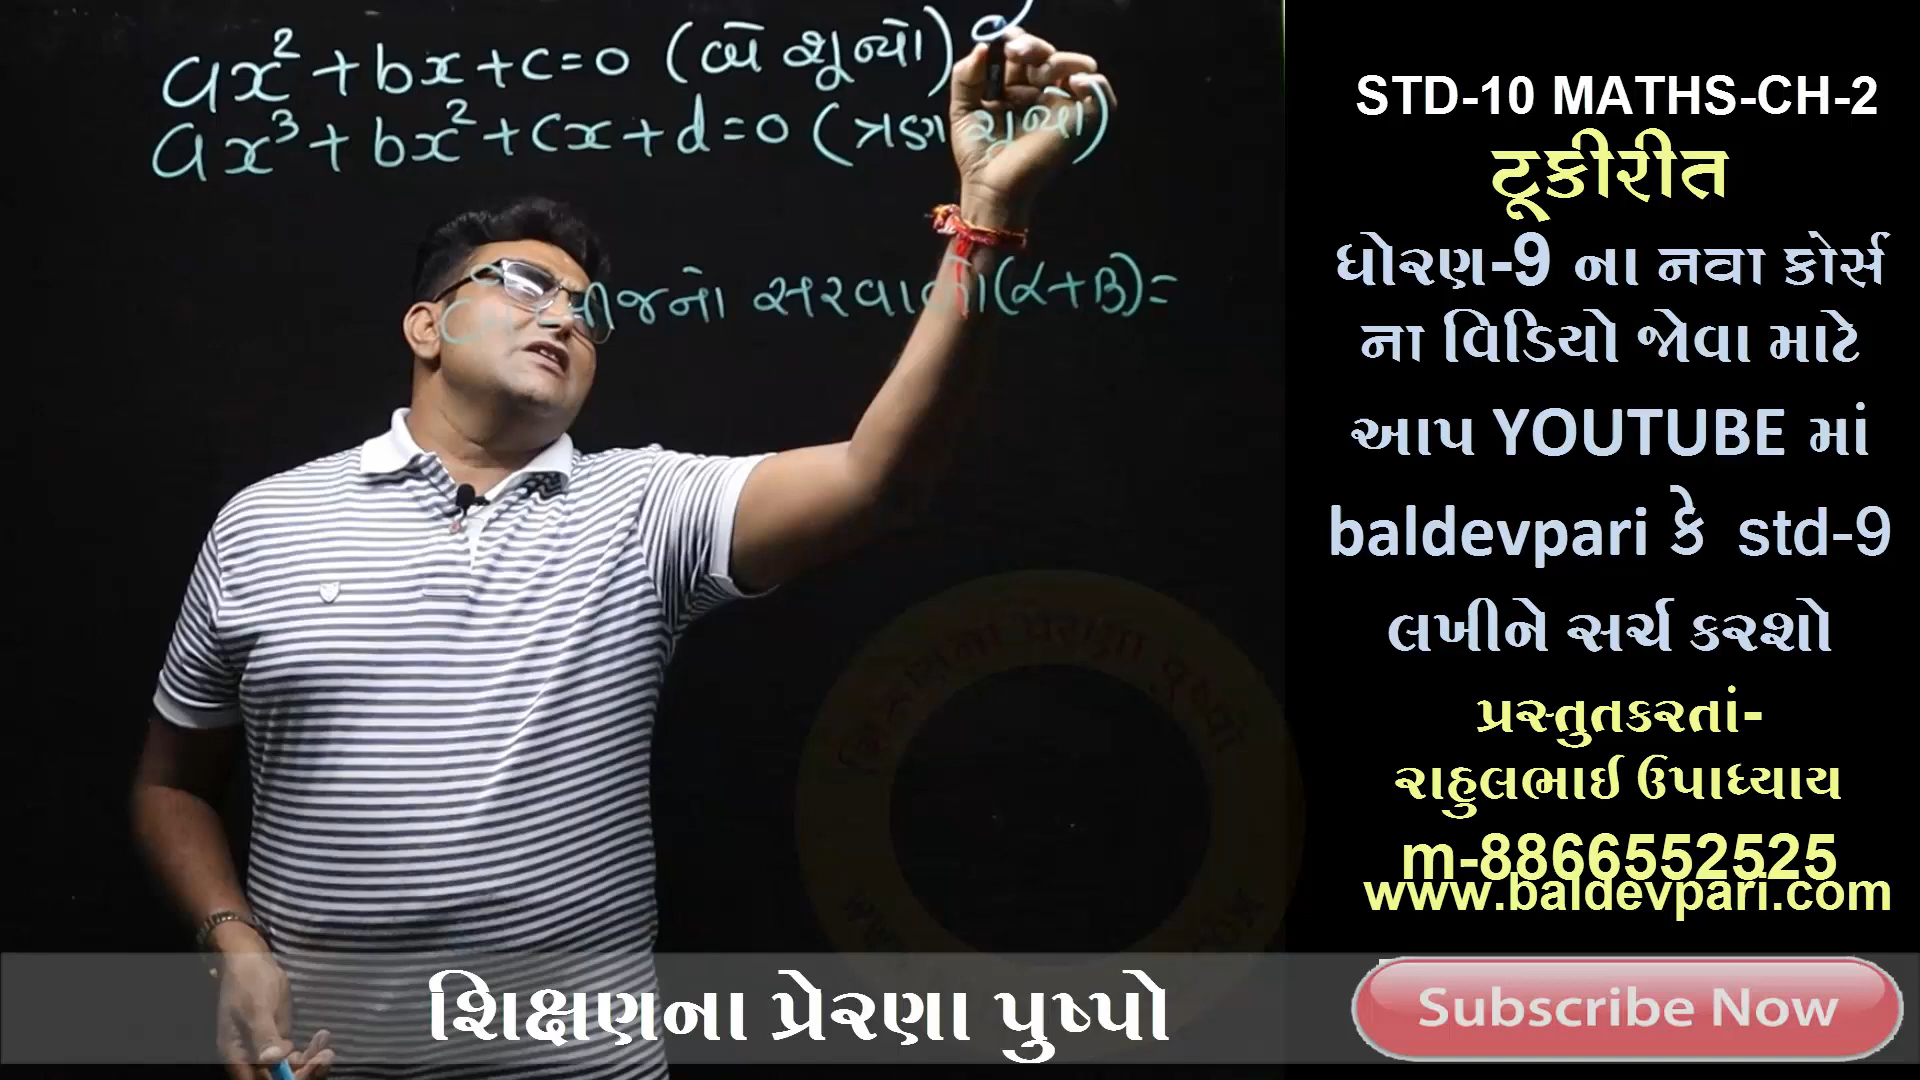 ax²+bx+c=0 (બે શૂન્યો) α
ax³+bx²+cx+d=0 (ત્રણ શૂન્યો)
સરવાળો(α+β)=
STD-10 MATHS-CH-2
ટૂકીરીત
ધોરણ-9 ના નવા કોર્સ
ના વિડિયો જોવા માટે
આપ YOUTUBE માં
baldevpari કે std-9
લખીને સર્ચ કરશો
પ્રસ્તુતકરતાં-
રાહુલભાઈ ઉપાધ્યાય
m-8866552525
www.baldevpari.com
શિક્ષણના પ્રેરણા પુષ્પો
Subscribe Now